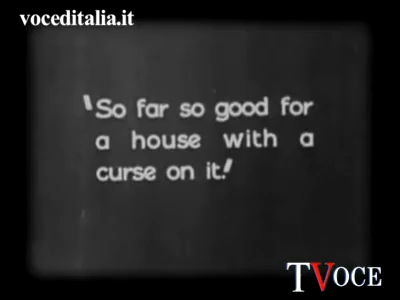 voceditalia.it
"So far so good for
a house with a
curse on it!"
TVOCE